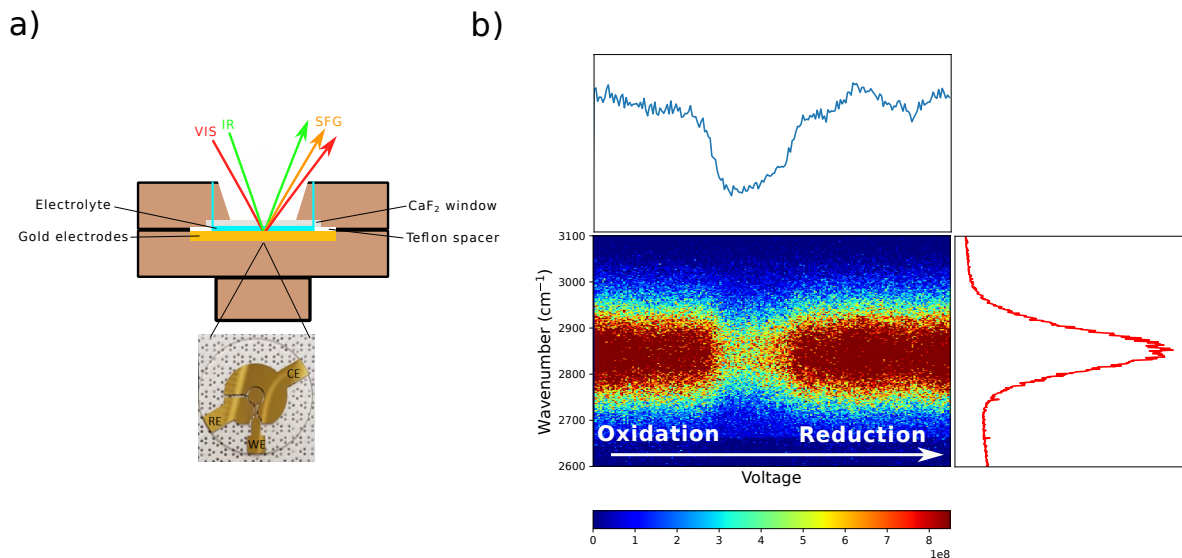 a)
VIS
IR
SFG
Electrolyte
Gold electrodes
CaF₂ window
Teflon spacer
CE
RE
WE
b)
3100
3000
2900
2800
2700
2600
Wavenumber (cm⁻¹)
Oxidation
Reduction
Voltage
0 1 2 3 4 5 6 7 8
1e8